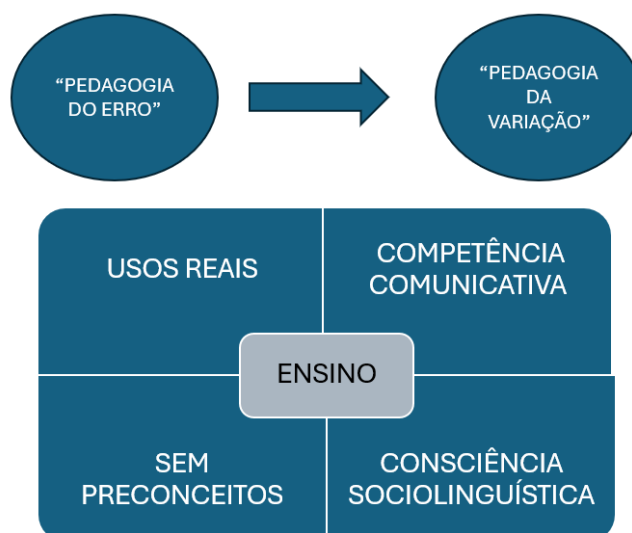 “PEDAGOGIA
DO ERRO”
“PEDAGOGIA
DA
VARIAÇÃO”
USOS REAIS
COMPETÊNCIA
COMUNICATIVA
ENSINO
SEM
PRECONCEITOS
CONSCIÊNCIA
SOCIOLINGUÍSTICA